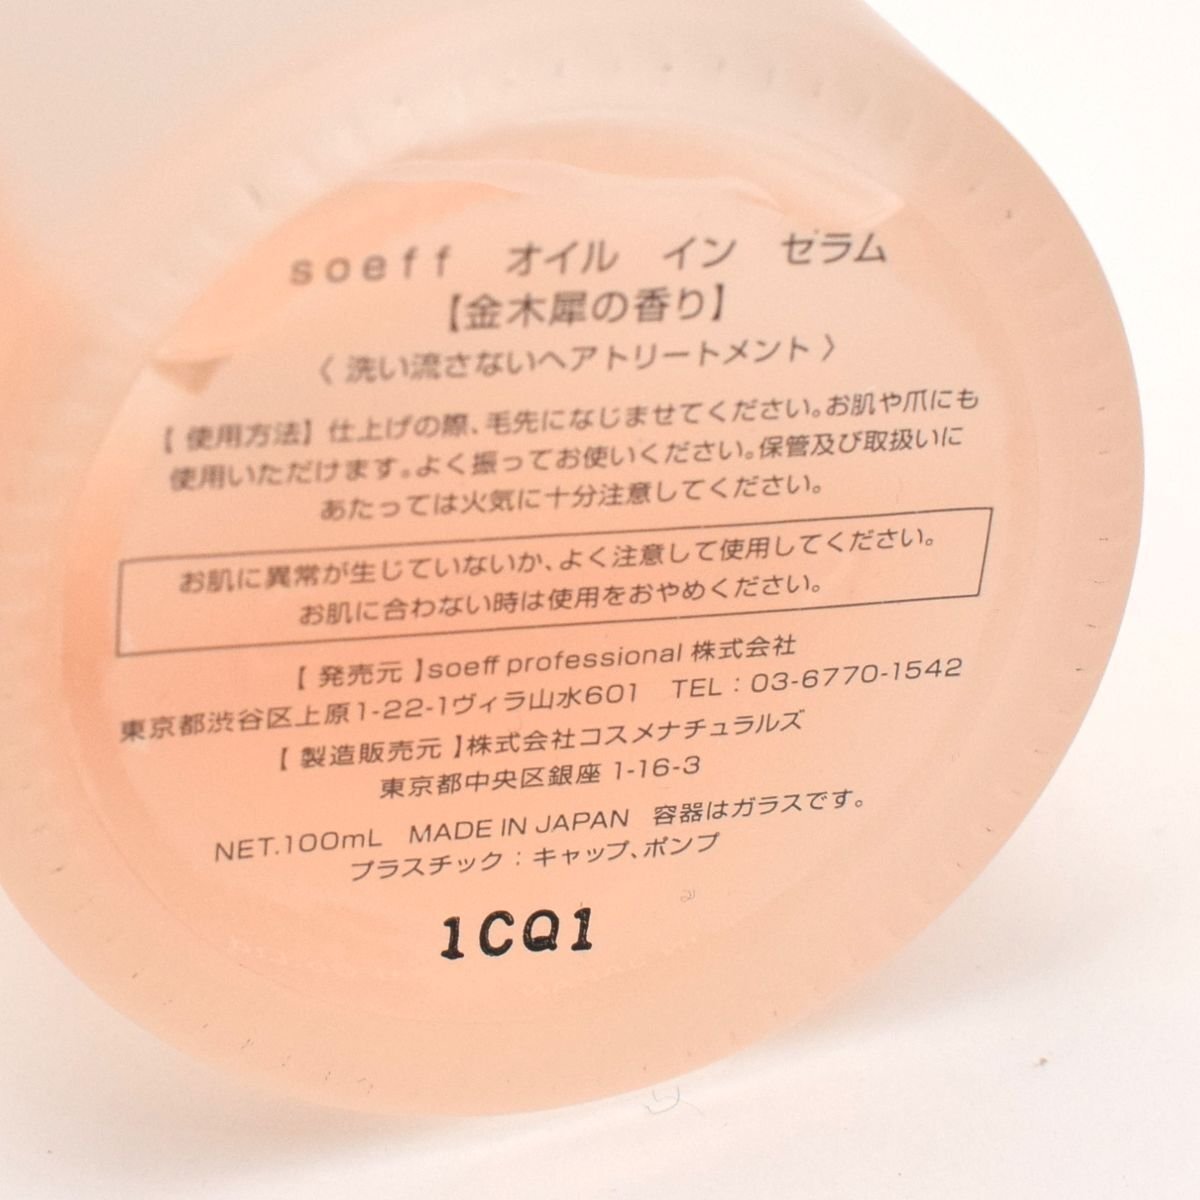 soeff オイル イン セラム
【金木犀の香り】
〈 洗い流さないヘアトリートメント 〉
【 使用方法】 仕上げの際、毛先になじませてください。お肌や爪にも
使用いただけます。よく振ってお使いください。保管及び取扱いに
あたっては火気に十分注意してください。
お肌に異常が生じていないか、よく注意して使用してください。
お肌に合わない時は使用をおやめください。
【 発売元 】soeff professional 株式会社
東京都渋谷区上原1-22-1ヴィラ山水601 TEL : 03-6770-1542
【 製造販売元 】株式会社コスメナチュラルズ
東京都中央区銀座 1-16-3
NET.100mL MADE IN JAPAN 容器はガラスです。
プラスチック : キャップ、ポンプ
1CQ1